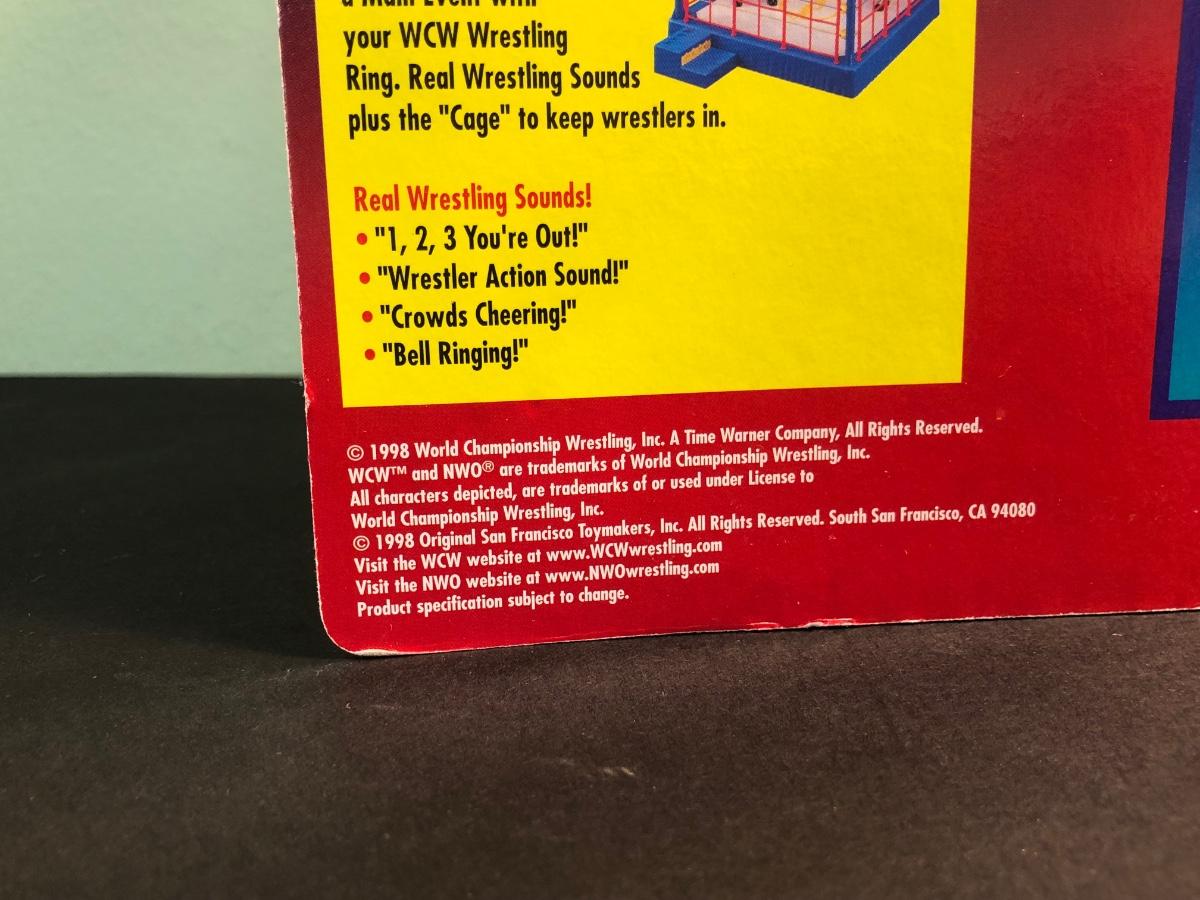 a Main Event with
your WCW Wrestling
Ring. Real Wrestling Sounds
plus the "Cage" to keep wrestlers in.
Real Wrestling Sounds!
• "1, 2, 3 You're Out!"
• "Wrestler Action Sound!"
• "Crowds Cheering!"
• "Bell Ringing!"
© 1998 World Championship Wrestling, Inc. A Time Warner Company, All Rights Reserved.
WCW™ and NWO® are trademarks of World Championship Wrestling, Inc.
All characters depicted, are trademarks of or used under License to
World Championship Wrestling, Inc.
© 1998 Original San Francisco Toymakers, Inc. All Rights Reserved. South San Francisco, CA 94080
Visit the WCW website at www.WCWwrestling.com
Visit the NWO website at www.NWOwrestling.com
Product specification subject to change.